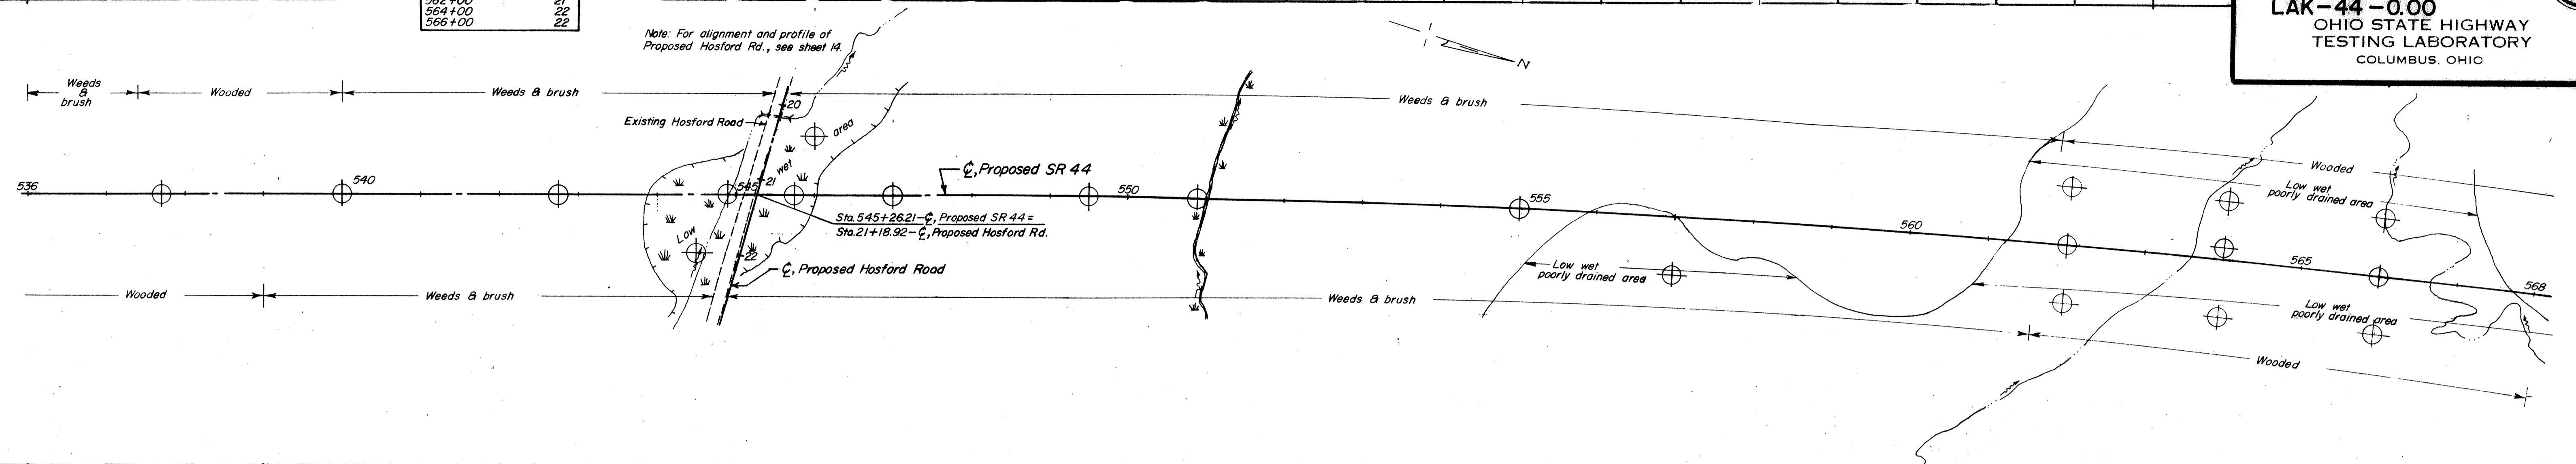 562+00 21
564+00 22
566+00 22
LAK-44-0.00
OHIO STATE HIGHWAY
TESTING LABORATORY
COLUMBUS, OHIO
Note: For alignment and profile of
Proposed Hosford Rd., see sheet 14.
N
Weeds
&
brush
Wooded
Weeds & brush
Weeds & brush
Existing Hosford Road
20
area
wet
21
Low
22
Wooded
Low wet
poorly drained area
536
540
545
℄, Proposed SR 44
550
555
560
565
568
Sta. 545+26.21-℄, Proposed SR 44 =
Sta. 21+18.92-℄, Proposed Hosford Rd.
℄, Proposed Hosford Road
Low wet
poorly drained area
Wooded
Weeds & brush
Weeds & brush
Low wet
poorly drained area
Wooded